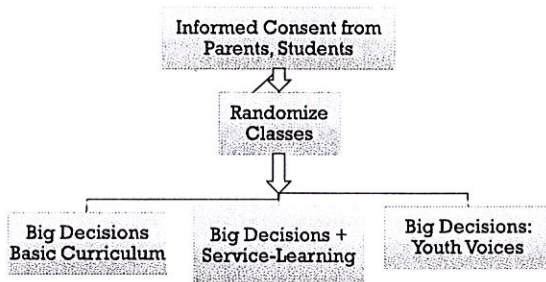 Informed Consent from
Parents, Students
Randomize
Classes
Big Decisions
Basic Curriculum
Big Decisions +
Service-Learning
Big Decisions:
Youth Voices